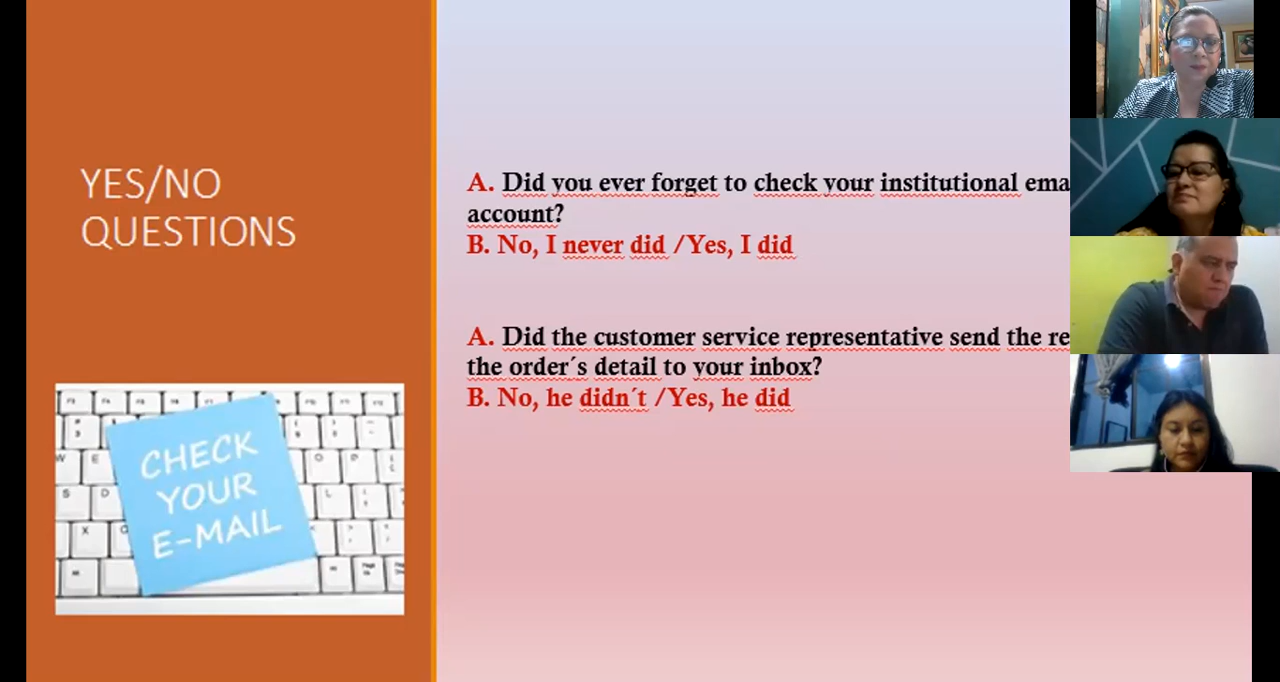 YES/NO
QUESTIONS
A. Did you ever forget to check your institutional ema
account?
B. No, I never did /Yes, I did
A. Did the customer service representative send the re
the order´s detail to your inbox?
B. No, he didn´t /Yes, he did
CHECK
YOUR
E-MAIL